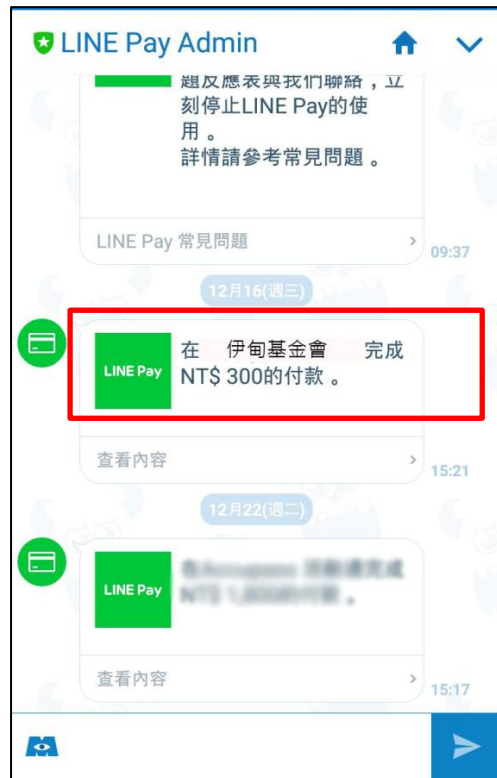 LINE Pay Admin
題反應表與我們聯絡，立
刻停止LINE Pay的使
用。
詳情請參考常見問題。
LINE Pay 常見問題
09:37
12月16(週三)
LINE Pay
在 伊甸基金會 完成
NT$ 300的付款。
查看內容
15:21
12月22(週二)
LINE Pay
查看內容
15:17